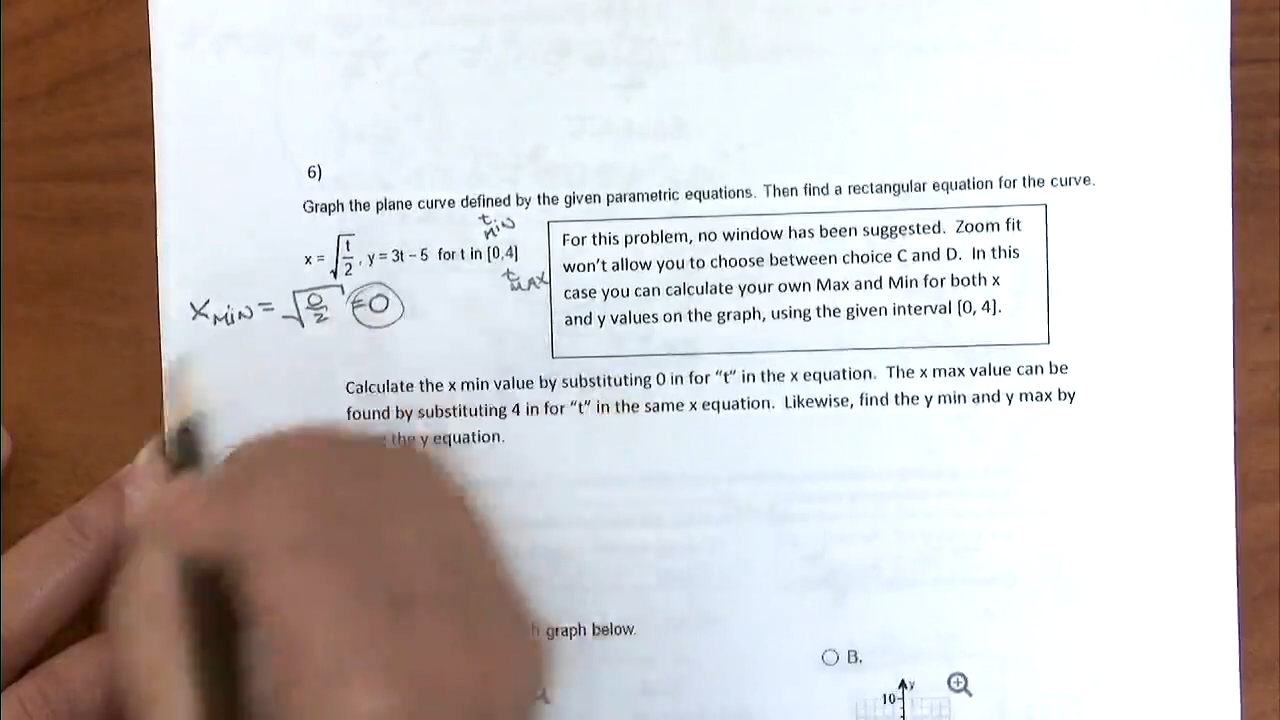 6)
Graph the plane curve defined by the given parametric equations. Then find a rectangular equation for the curve.
t MIN
x = √(t/2), y = 3t − 5 for t in [0,4]
t MAX
X MIN = √(0/2) = 0
For this problem, no window has been suggested. Zoom fit
won't allow you to choose between choice C and D. In this
case you can calculate your own Max and Min for both x
and y values on the graph, using the given interval [0, 4].
Calculate the x min value by substituting 0 in for "t" in the x equation. The x max value can be
found by substituting 4 in for "t" in the same x equation. Likewise, find the y min and y max by
the y equation.
graph below.
B.
y
10